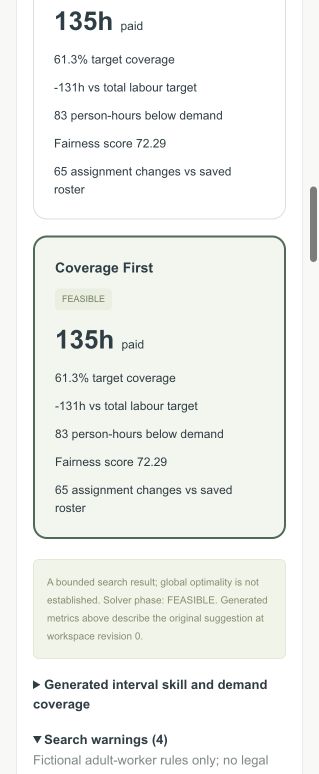 135h paid
61.3% target coverage
-131h vs total labour target
83 person-hours below demand
Fairness score 72.29
65 assignment changes vs saved
roster
Coverage First
FEASIBLE
135h paid
61.3% target coverage
-131h vs total labour target
83 person-hours below demand
Fairness score 72.29
65 assignment changes vs saved
roster
A bounded search result; global optimality is not
established. Solver phase: FEASIBLE. Generated
metrics above describe the original suggestion at
workspace revision 0.
Generated interval skill and demand
coverage
Search warnings (4)
Fictional adult-worker rules only; no legal